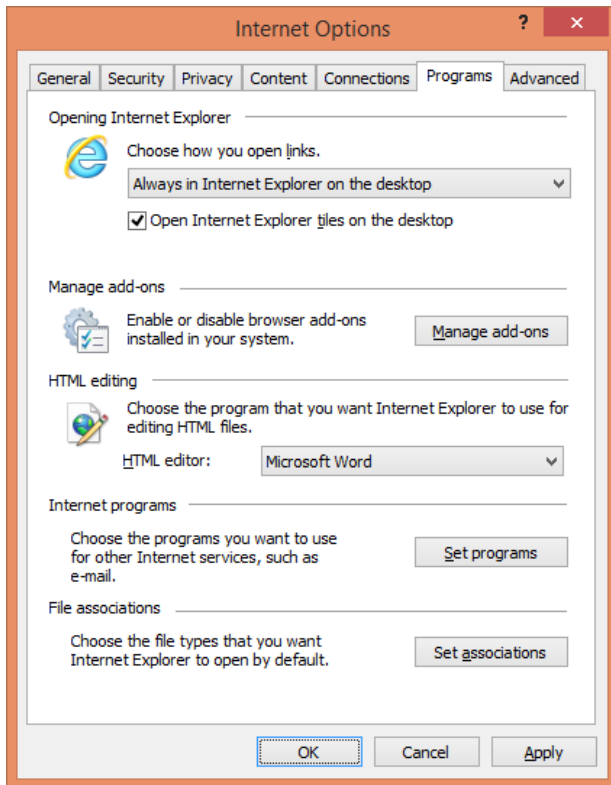 Internet Options
?
×
General Security Privacy Content Connections Programs Advanced
Opening Internet Explorer
Choose how you open links.
Always in Internet Explorer on the desktop
Open Internet Explorer tiles on the desktop
Manage add-ons
Enable or disable browser add-ons
installed in your system.
Manage add-ons
HTML editing
Choose the program that you want Internet Explorer to use for
editing HTML files.
HTML editor:
Microsoft Word
Internet programs
Choose the programs you want to use
for other Internet services, such as
e-mail.
Set programs
File associations
Choose the file types that you want
Internet Explorer to open by default.
Set associations
OK Cancel Apply